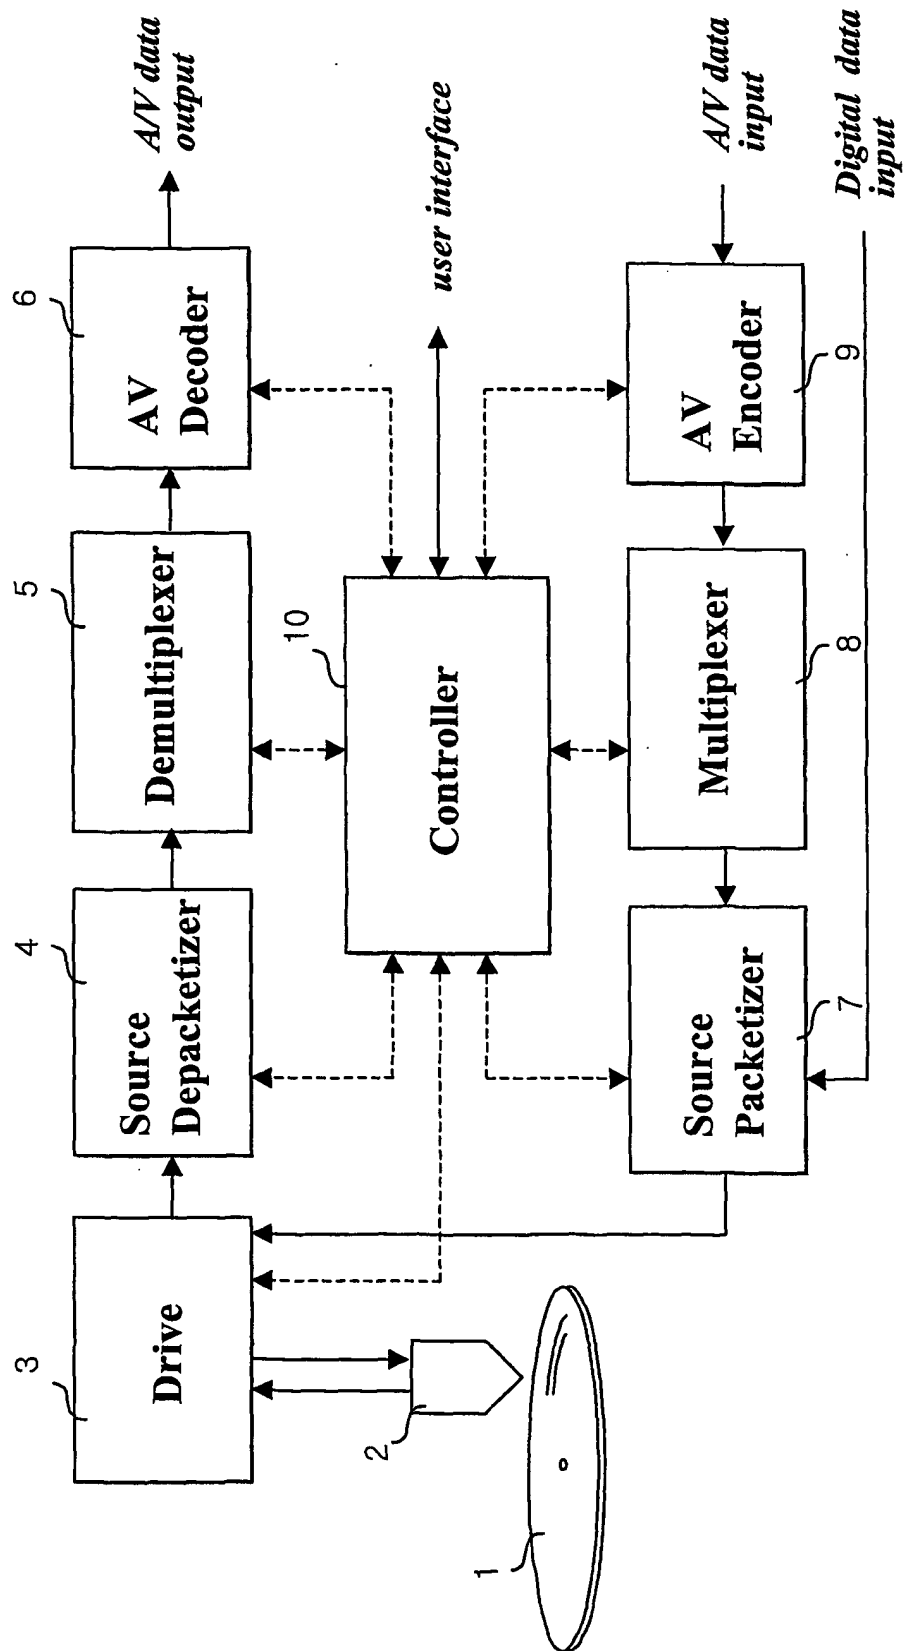 3
Drive
4
Source
Depacketizer
5
Demultiplexer
6
AV
Decoder
A/V data
output
10
Controller
user interface
2
1
7
Source
Packetizer
8
Multiplexer
9
AV
Encoder
A/V data
input
Digital data
input